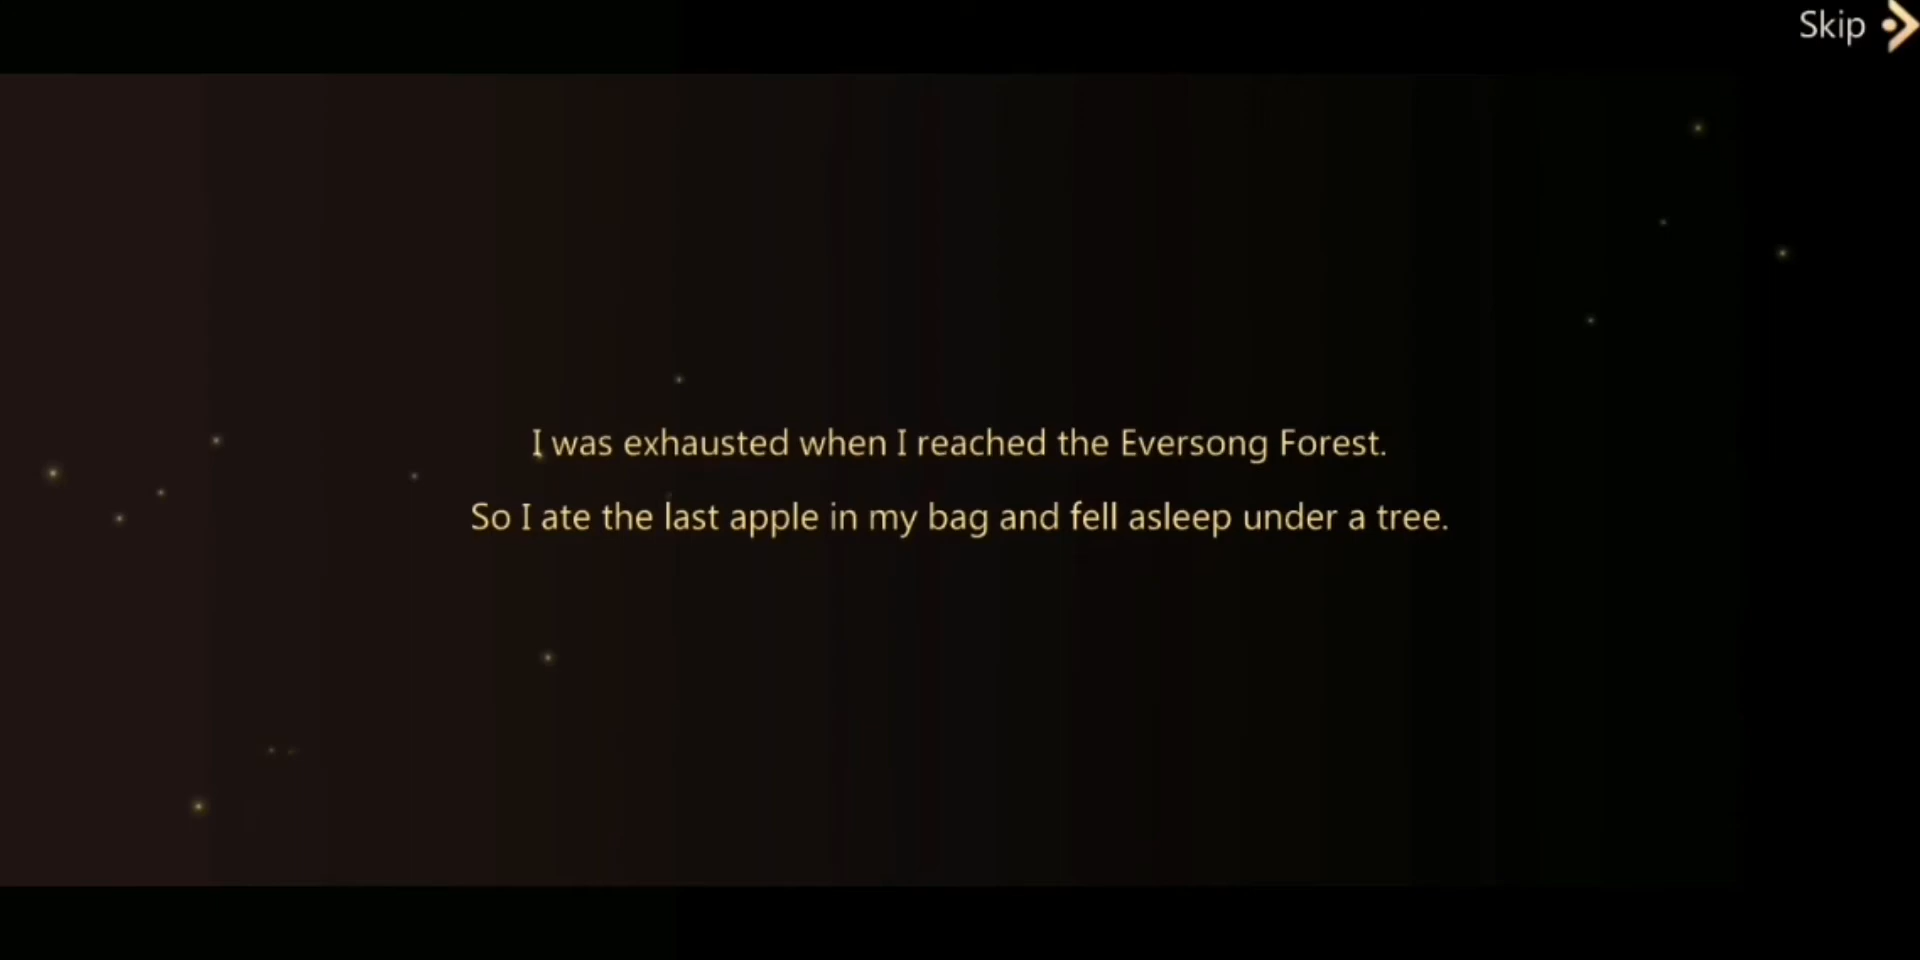 Skip
I was exhausted when I reached the Eversong Forest.
So I ate the last apple in my bag and fell asleep under a tree.